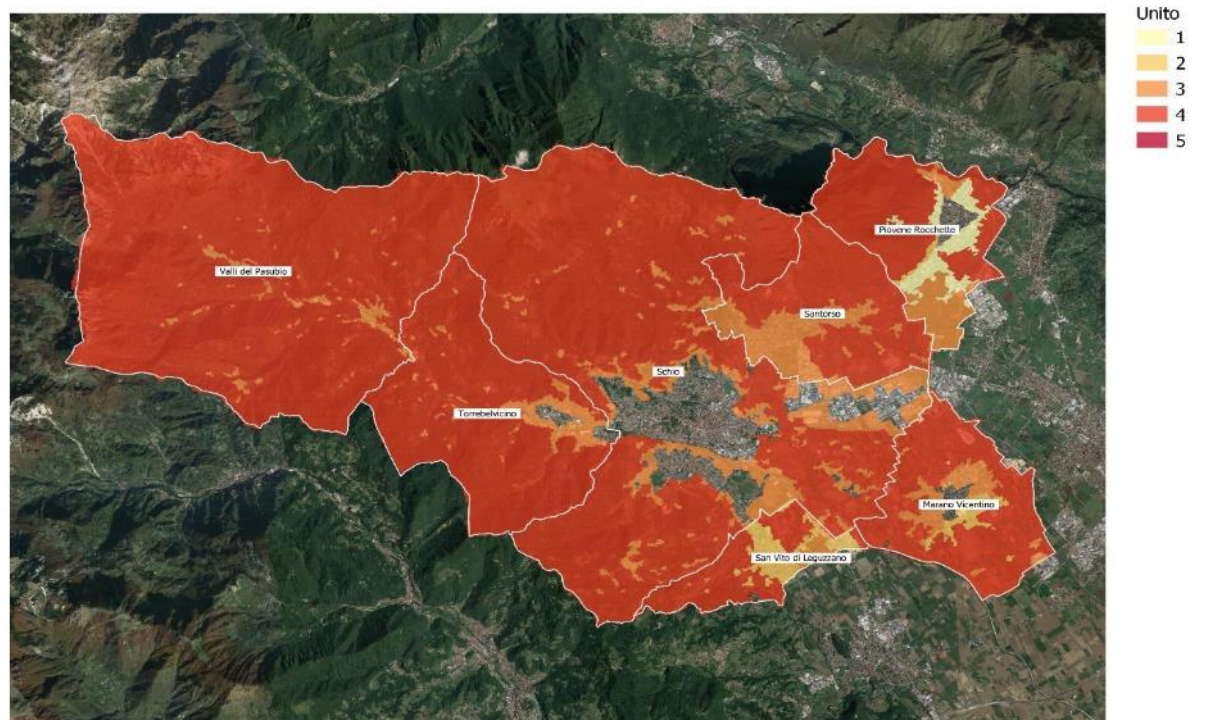 Unito
1
2
3
4
5
Piovene Rocchette
Valli del Pasubio
Santorso
Schio
Torrebelvicino
Marano Vicentino
San Vito di Leguzzano